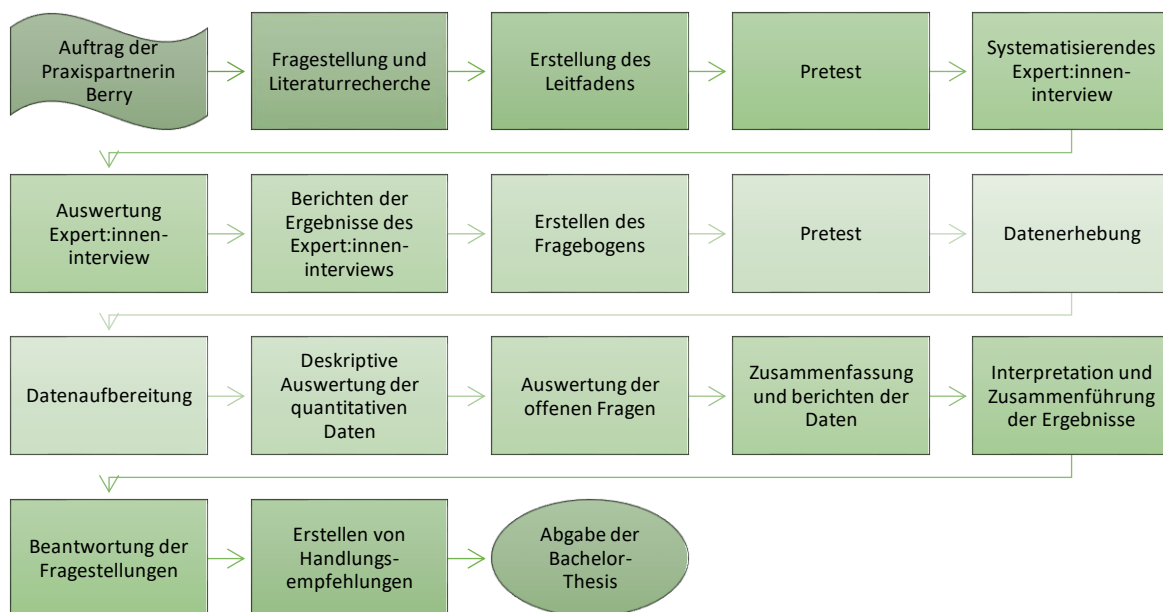 Auftrag der
Praxispartnerin
Berry
Fragestellung und
Literaturrecherche
Erstellung des
Leitfadens
Pretest
Systematisierendes
Expert:innen-
interview
Auswertung
Expert:innen-
interview
Berichten der
Ergebnisse des
Expert:innen-
interviews
Erstellen des
Fragebogens
Pretest
Datenerhebung
Datenaufbereitung
Deskriptive
Auswertung der
quantitativen
Daten
Auswertung der
offenen Fragen
Zusammenfassung
und berichten der
Daten
Interpretation und
Zusammenführung
der Ergebnisse
Beantwortung der
Fragestellungen
Erstellen von
Handlungs-
empfehlungen
Abgabe der
Bachelor-
Thesis